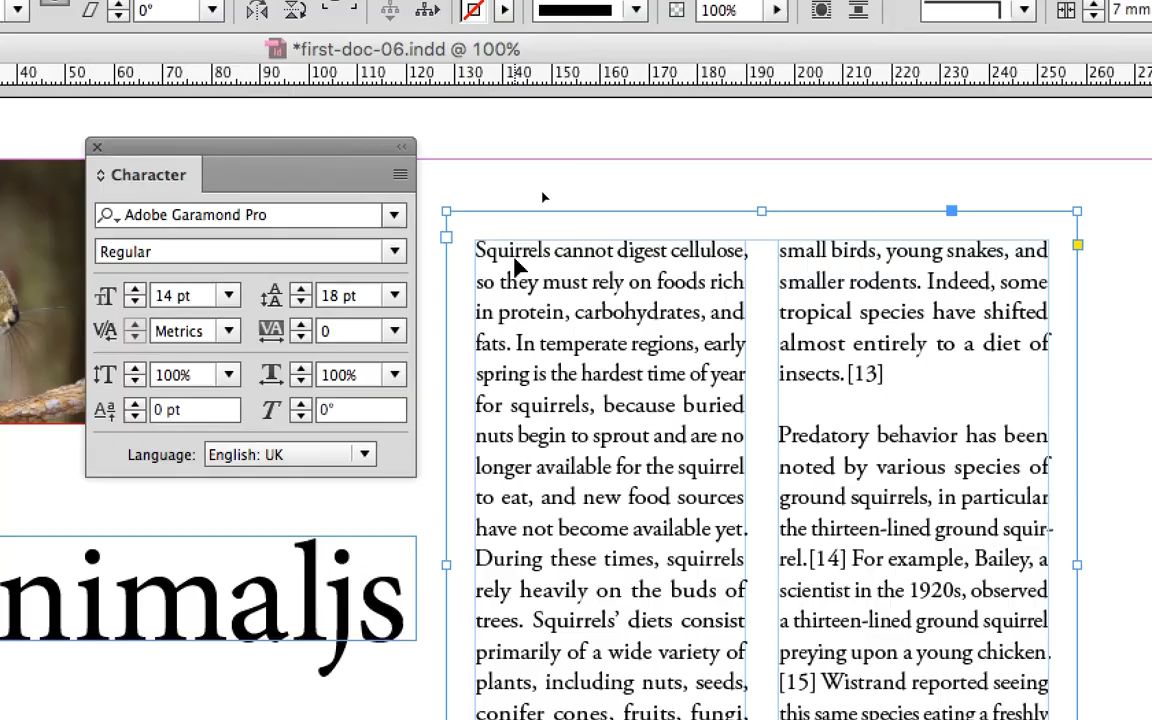 0°
100%
7 mm
*first-doc-06.indd @ 100%
40 50 60 70 80 90 100 110 120 130 140 150 160 170 180 190 200 210 220 230 240 250 260
Character
Adobe Garamond Pro
Regular
14 pt
18 pt
Metrics
0
100%
100%
0 pt
0°
Language: English: UK
nimaljs
Squirrels cannot digest cellulose,
so they must rely on foods rich
in protein, carbohydrates, and
fats. In temperate regions, early
spring is the hardest time of year
for squirrels, because buried
nuts begin to sprout and are no
longer available for the squirrel
to eat, and new food sources
have not become available yet.
During these times, squirrels
rely heavily on the buds of
trees. Squirrels’ diets consist
primarily of a wide variety of
plants, including nuts, seeds,
conifer cones, fruits, fungi,
small birds, young snakes, and
smaller rodents. Indeed, some
tropical species have shifted
almost entirely to a diet of
insects.[13]
Predatory behavior has been
noted by various species of
ground squirrels, in particular
the thirteen-lined ground squir-
rel.[14] For example, Bailey, a
scientist in the 1920s, observed
a thirteen-lined ground squirrel
preying upon a young chicken.
[15] Wistrand reported seeing
this same species eating a freshly